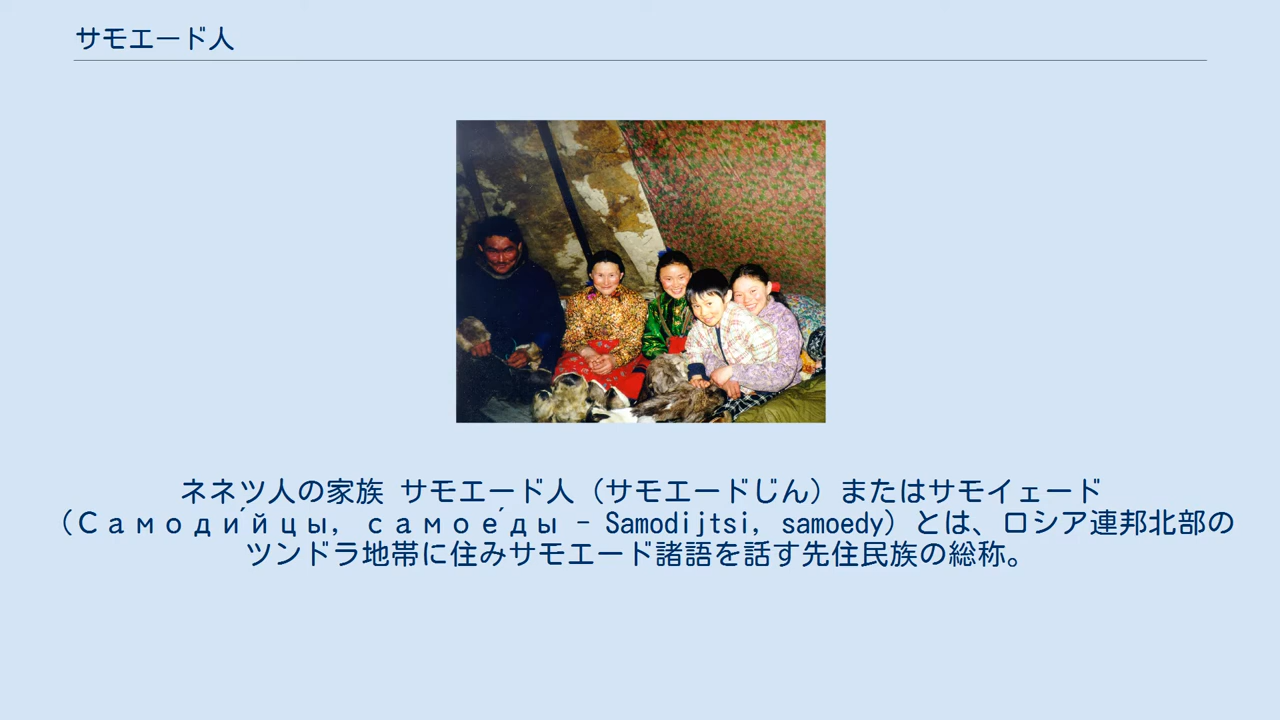 サモエード人
ネネツ人の家族 サモエード人（サモエードじん）またはサモイェード
（Самоди́йцы, самое́ды - Samodijtsi, samoedy）とは、ロシア連邦北部の
ツンドラ地帯に住みサモエード諸語を話す先住民族の総称。